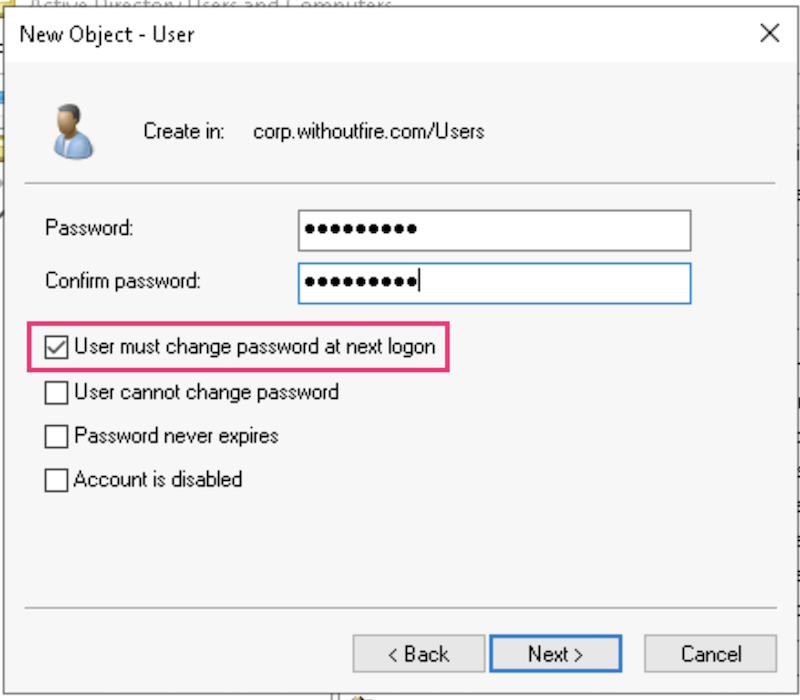 Active Directory Users and Computers
New Object - User
Create in: corp.withoutfire.com/Users
Password: ●●●●●●●●●
Confirm password: ●●●●●●●●●
User must change password at next logon
User cannot change password
Password never expires
Account is disabled
< Back Next > Cancel